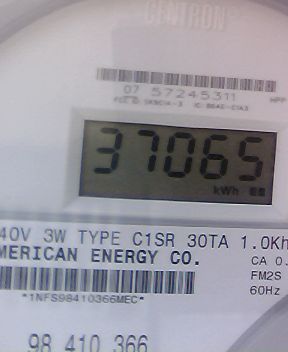 CENTRON®
07 57245311
37065
kWh
40V 3W TYPE C1SR 30TA 1.0Kh
MERICAN ENERGY CO.
CA 0.
FM2S
60Hz
*1NFS98410366MEC*
98 410 366